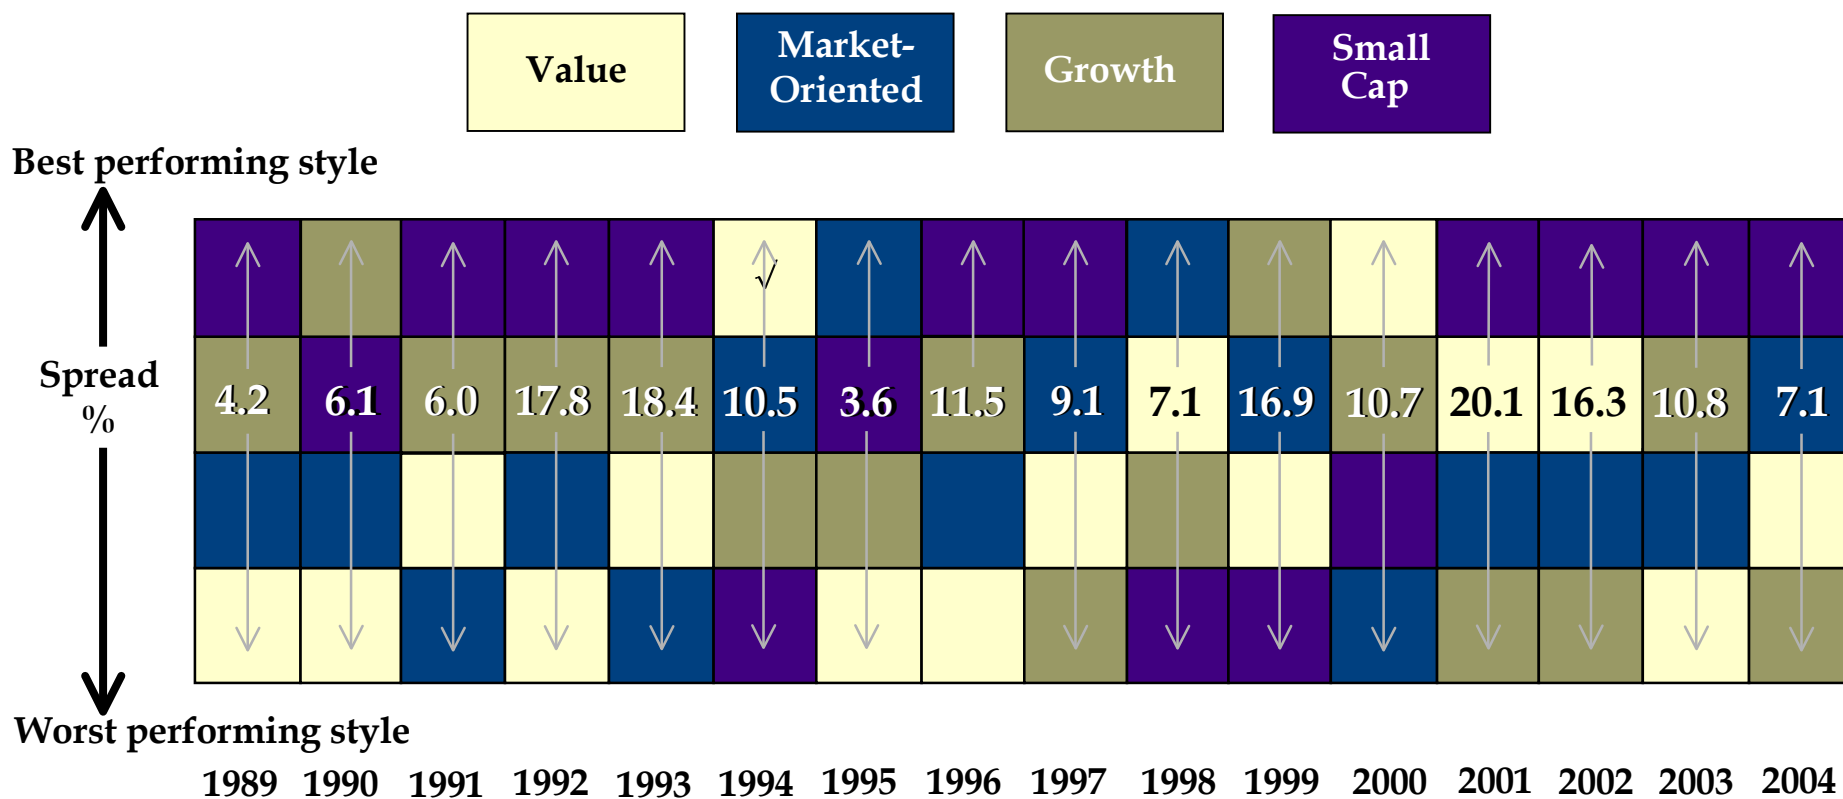 Value
Market-
Oriented
Growth
Small
Cap
Best performing style
√
Spread
%
4.2 6.1 6.0 17.8 18.4 10.5 3.6 11.5 9.1 7.1 16.9 10.7 20.1 16.3 10.8 7.1
Worst performing style
1989 1990 1991 1992 1993 1994 1995 1996 1997 1998 1999 2000 2001 2002 2003 2004